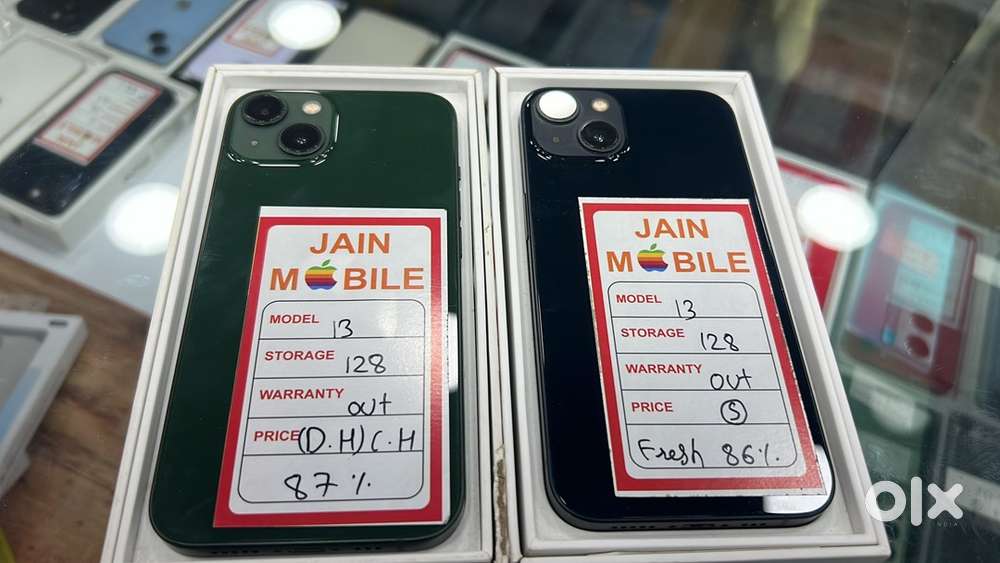 JAIN
MOBILE
MODEL 13
STORAGE 128
WARRANTY out
PRICE (D.H) C.H
87 %
JAIN
MOBILE
MODEL 13
STORAGE 128
WARRANTY out
PRICE (S)
Fresh 86%.
olx
INDIA